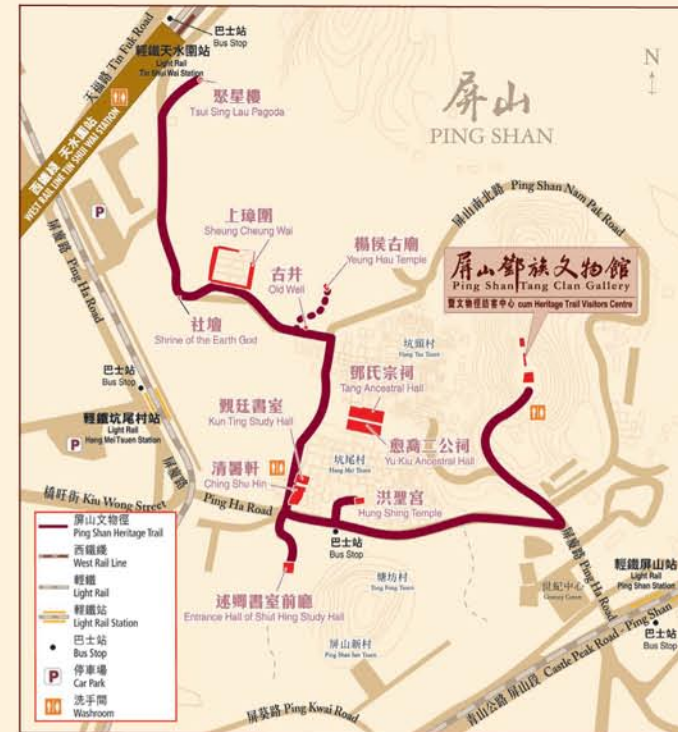 天福路 Tin Fuk Road
巴士站
Bus Stop
輕鐵天水圍站
Light Rail
Tin Shui Wai Station
西鐵綫 天水圍站
WEST RAIL LINE TIN SHUI WAI STATION
聚星樓
Tsui Sing Lau Pagoda
屏山
PING SHAN
N
P
屏廈路 Ping Ha Road
上璋圍
Sheung Cheung Wai
楊侯古廟
Yeung Hau Temple
古井
Old Well
屏山南北路 Ping Shan Nam Pak Road
屏山鄧族文物館
Ping Shan Tang Clan Gallery
暨文物徑訪客中心 cum Heritage Trail Visitors Centre
社壇
Shrine of the Earth God
坑頭村
Hang Tau Tsuen
巴士站
Bus Stop
鄧氏宗祠
Tang Ancestral Hall
覲廷書室
Kun Ting Study Hall
輕鐵坑尾村站
Light Rail
Hang Mei Tsuen Station
P
愈喬二公祠
Yu Kiu Ancestral Hall
坑尾村
Hang Mei Tsuen
清暑軒
Ching Shu Hin
屏廈路
橋旺街 Kiu Wong Street
Ping Ha Road
洪聖宮
Hung Shing Temple
巴士站
Bus Stop
屏廈路 Ping Ha Road
輕鐵屏山站
Light Rail
Ping Shan Station
塘坊村
Tong Fong Tsuen
世紀中心
述卿書室前廳
Entrance Hall of Shut Hing Study Hall
巴士站
Bus Stop
屏山新村
Ping Shan San Tsuen
青山公路 屏山段 Castle Peak Road - Ping Shan
屏葵路 Ping Kwai Road
屏山文物徑
Ping Shan Heritage Trail
西鐵綫
West Rail Line
輕鐵
Light Rail
輕鐵站
Light Rail Station
巴士站
Bus Stop
P
停車場
Car Park
洗手間
Washroom